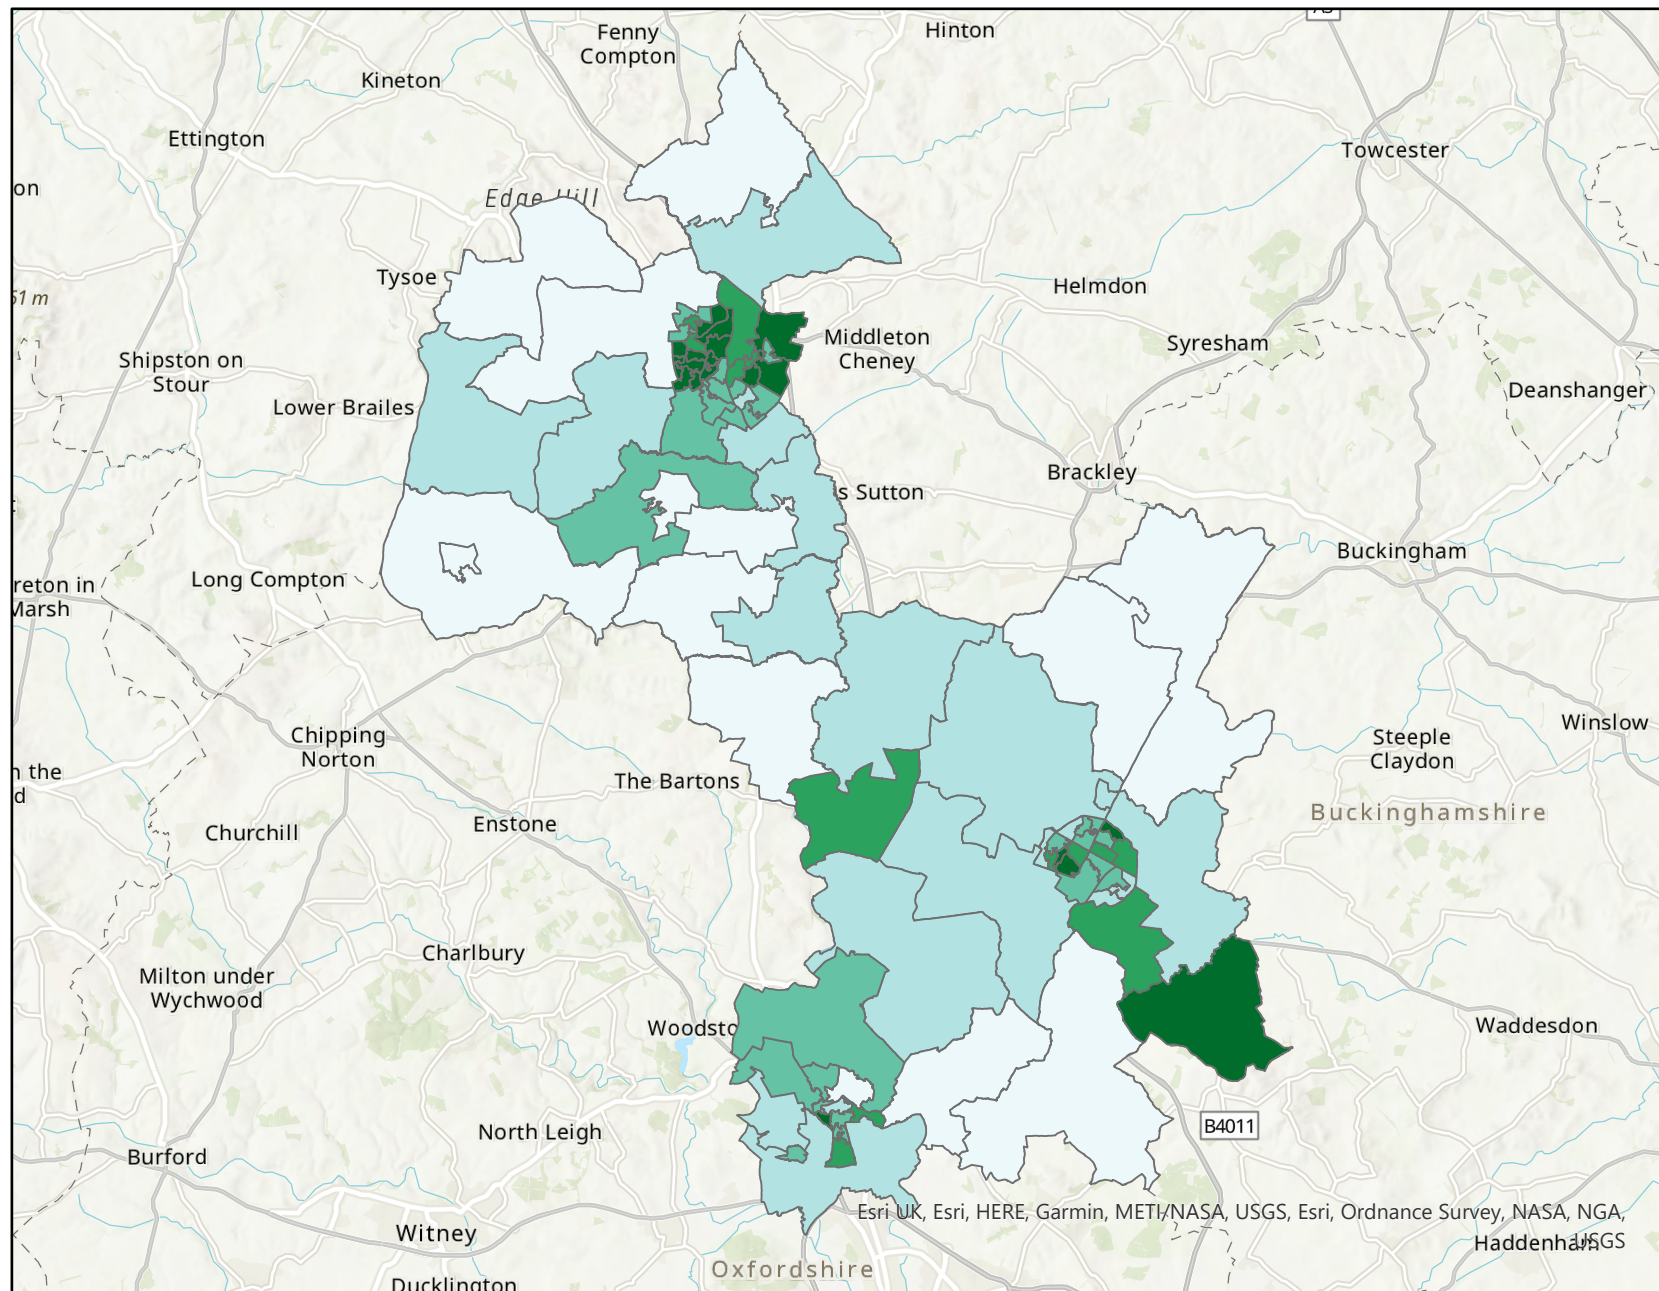 Fenny
Compton
Hinton
Kineton
Ettington
Towcester
on
Edge Hill
Tysoe
51 m
Helmdon
Middleton
Cheney
Syresham
Shipston on
Stour
Deanshanger
Lower Brailes
Brackley
s Sutton
Buckingham
reton in
Marsh
Long Compton
Winslow
Steeple
Claydon
Chipping
Norton
n the
d
The Bartons
Buckinghamshire
Enstone
Churchill
Charlbury
Milton under
Wychwood
Woodsto
Waddesdon
B4011
North Leigh
Burford
Esri UK, Esri, HERE, Garmin, METI/NASA, USGS, Esri, Ordnance Survey, NASA, NGA,
USGS
Witney
Haddenham
Oxfordshire
Ducklington